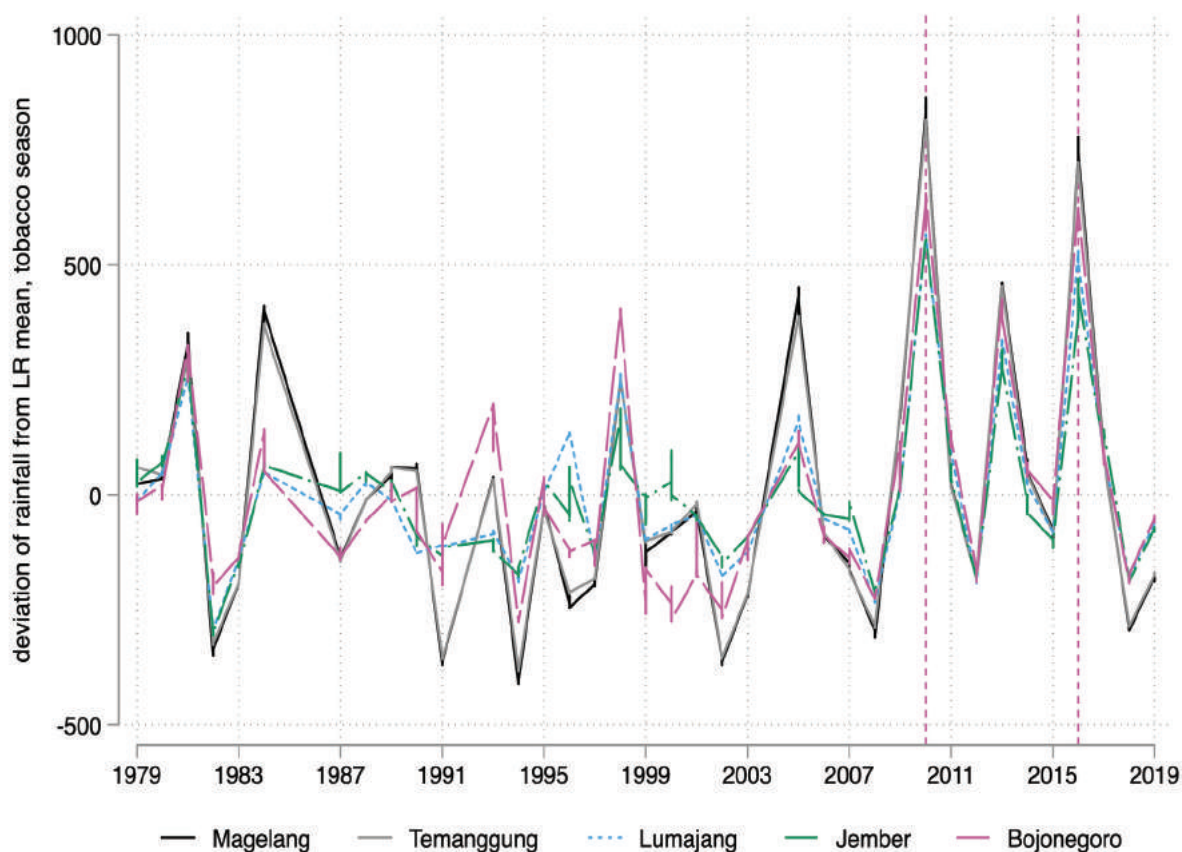 deviation of rainfall from LR mean, tobacco season
1000
500
0
-500
1979 1983 1987 1991 1995 1999 2003 2007 2011 2015 2019
Magelang Temanggung Lumajang Jember Bojonegoro